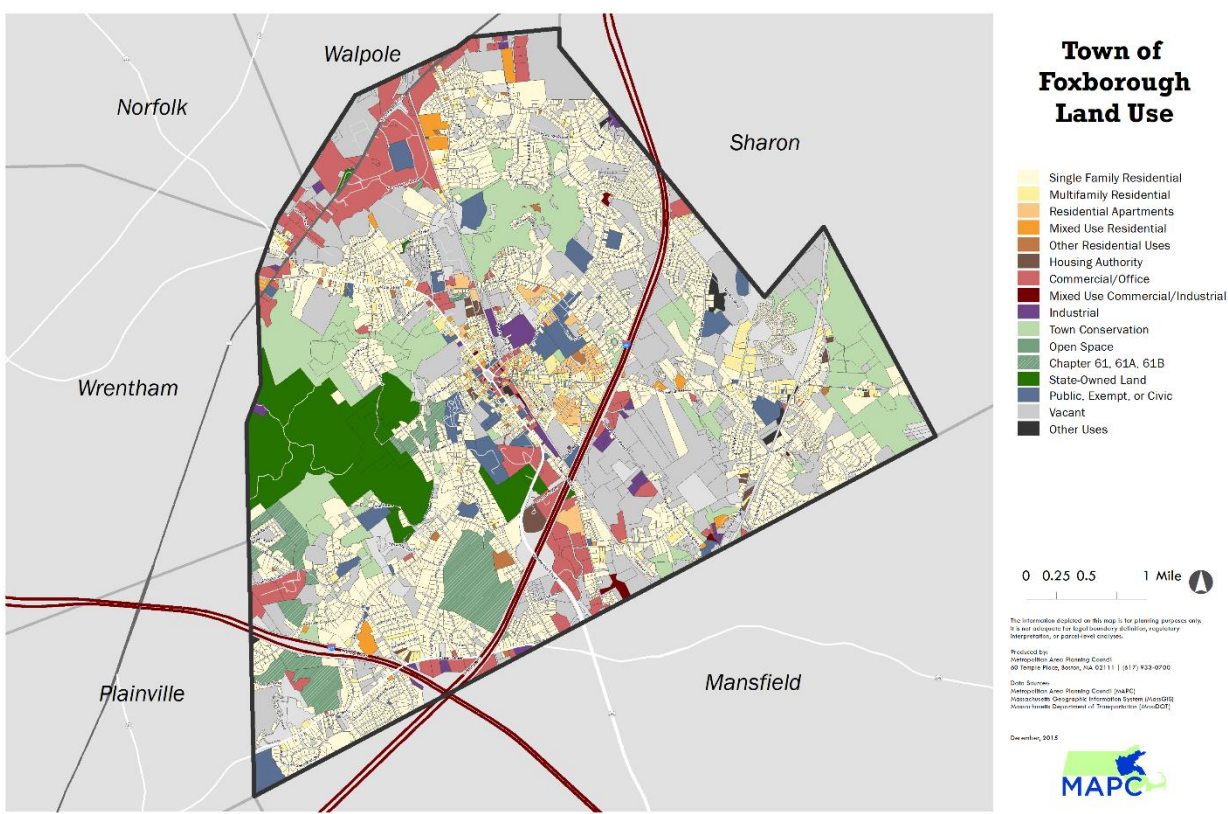 Walpole
Norfolk
Sharon
Wrentham
Plainville
Mansfield
Town of
Foxborough
Land Use
Single Family Residential
Multifamily Residential
Residential Apartments
Mixed Use Residential
Other Residential Uses
Housing Authority
Commercial/Office
Mixed Use Commercial/Industrial
Industrial
Town Conservation
Open Space
Chapter 61, 61A, 61B
State-Owned Land
Public, Exempt, or Civic
Vacant
Other Uses
0 0.25 0.5 1 Mile
The information depicted on this map is for planning purposes only.
It is not adequate for legal boundary definition, regulatory
interpretation, or parcel-level analyses.
Produced by:
Metropolitan Area Planning Council
60 Temple Place, Boston, MA 02111 | (617) 933-0700
Data Sources:
Metropolitan Area Planning Council (MAPC)
Massachusetts Geographic Information System (MassGIS)
Massachusetts Department of Transportation (MassDOT)
December, 2015
MAPC